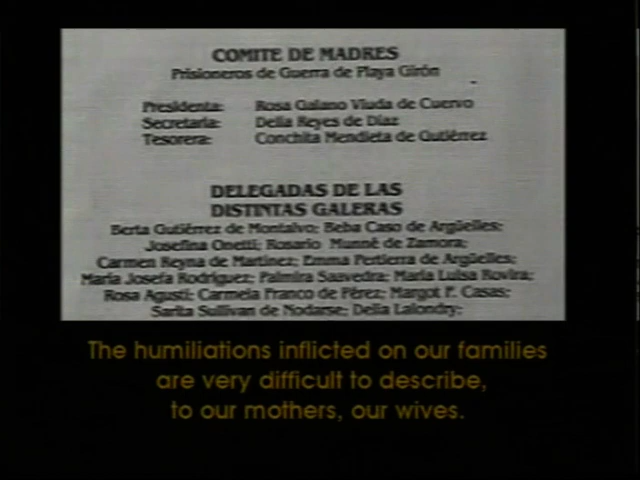 COMITE DE MADRES
Prisioneros de Guerra de Playa Girón
Presidenta: Rosa Galano Viuda de Cuervo
Secretaria: Delia Reyes de Díaz
Tesorera: Conchita Mendieta de Gutiérrez
DELEGADAS DE LAS
DISTINTAS GALERAS
Berta Gutiérrez de Montalvo; Beba Caso de Argüelles;
Josefina Onetti; Rosario Munné de Zamora;
Carmen Reyna de Martínez; Emma Pertierra de Argüelles;
María Josefa Rodríguez; Palmira Saavedra; María Luisa Rovira;
Rosa Agustí; Carmela Franco de Pérez; Margot F. Casas;
Sarita Sullivan de Nodarse; Delia Lalondry;
The humiliations inflicted on our families
are very difficult to describe,
to our mothers, our wives.